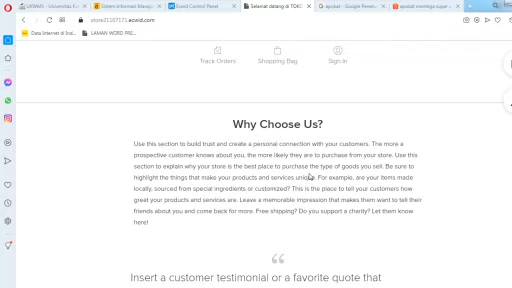 UKWMS - Universitas K
Sistem Informasi Manaje
Ecwid Control Panel
Selamat datang di TOKO
apokat - Google Penel
apokat mentega super
store21167171.ecwid.com
Data Internet di Ind...
LAMAN WORD PRE...
Track Orders
Shopping Bag
Sign In
Why Choose Us?
Use this section to build trust and create a personal connection with your customers. The more a
prospective customer knows about you, the more likely they are to purchase from your store. Use this
section to explain why your store is the best place to purchase the type of goods you sell. Be sure to
highlight the things that make your products and services unique. For example, are your items made
locally, sourced from special ingredients or customized? This is the place to tell your customers how
great your products and services are. Leave a memorable impression that makes them want to tell their
friends about you and come back for more. Free shipping? Do you support a charity? Let them know
here!
“
Insert a customer testimonial or a favorite quote that